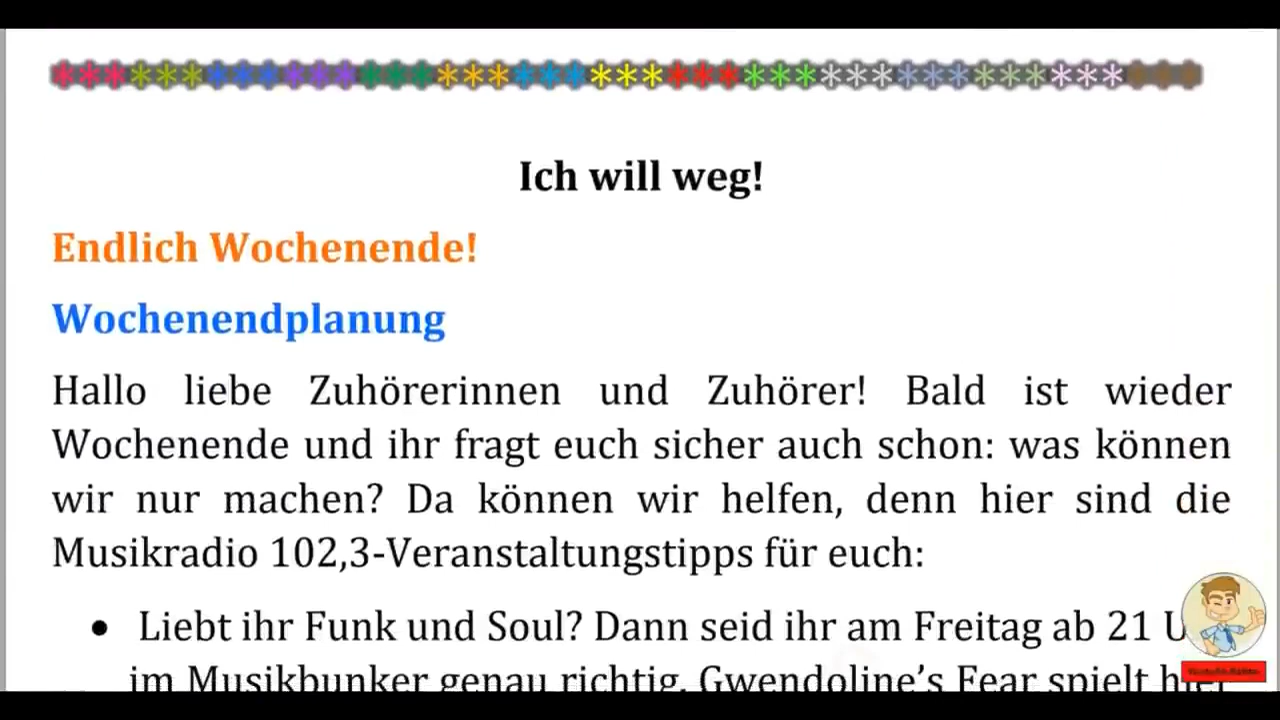 Ich will weg!
Endlich Wochenende!
Wochenendplanung
Hallo liebe Zuhörerinnen und Zuhörer! Bald ist wieder
Wochenende und ihr fragt euch sicher auch schon: was können
wir nur machen? Da können wir helfen, denn hier sind die
Musikradio 102,3-Veranstaltungstipps für euch:
• Liebt ihr Funk und Soul? Dann seid ihr am Freitag ab 21
im Musikbunker genau richtig. Gwendoline’s Fear spielt hier